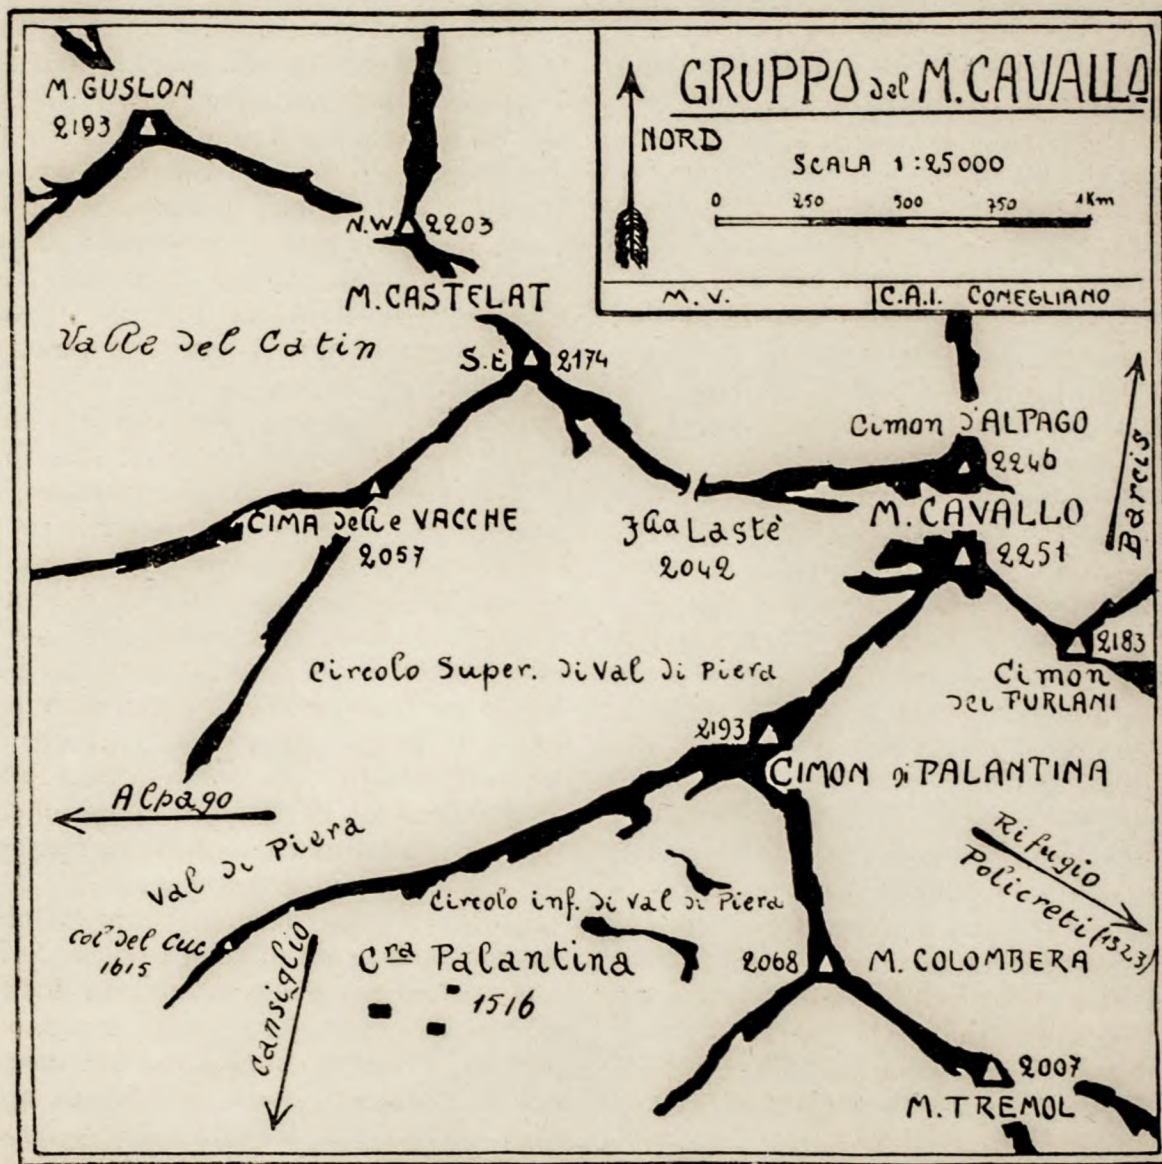 GRUPPO del M. CAVALLO
NORD
SCALA 1:25000
0 250 500 750 1Km
M. V.
C.A.I. CONEGLIANO
M. GUSLON
2193
N.W. 2203
M. CASTELAT
Valle del Catin
S.E 2174
Cimon d'ALPAGO
2246
Barcis
M. CAVALLO
2251
CIMA delle VACCHE
2057
Flla Lastè
2042
2183
Cimon
dei FURLANI
Circolo Super. di Val di Piera
2193
CIMON di PALANTINA
Alpago
Val di Piera
Rifugio
Policreti (1323)
Circolo inf. di Val di Piera
Col del Cuc
1615
Cansiglio
Cra Palantina
1516
2068 M. COLOMBERA
2007
M. TREMOL